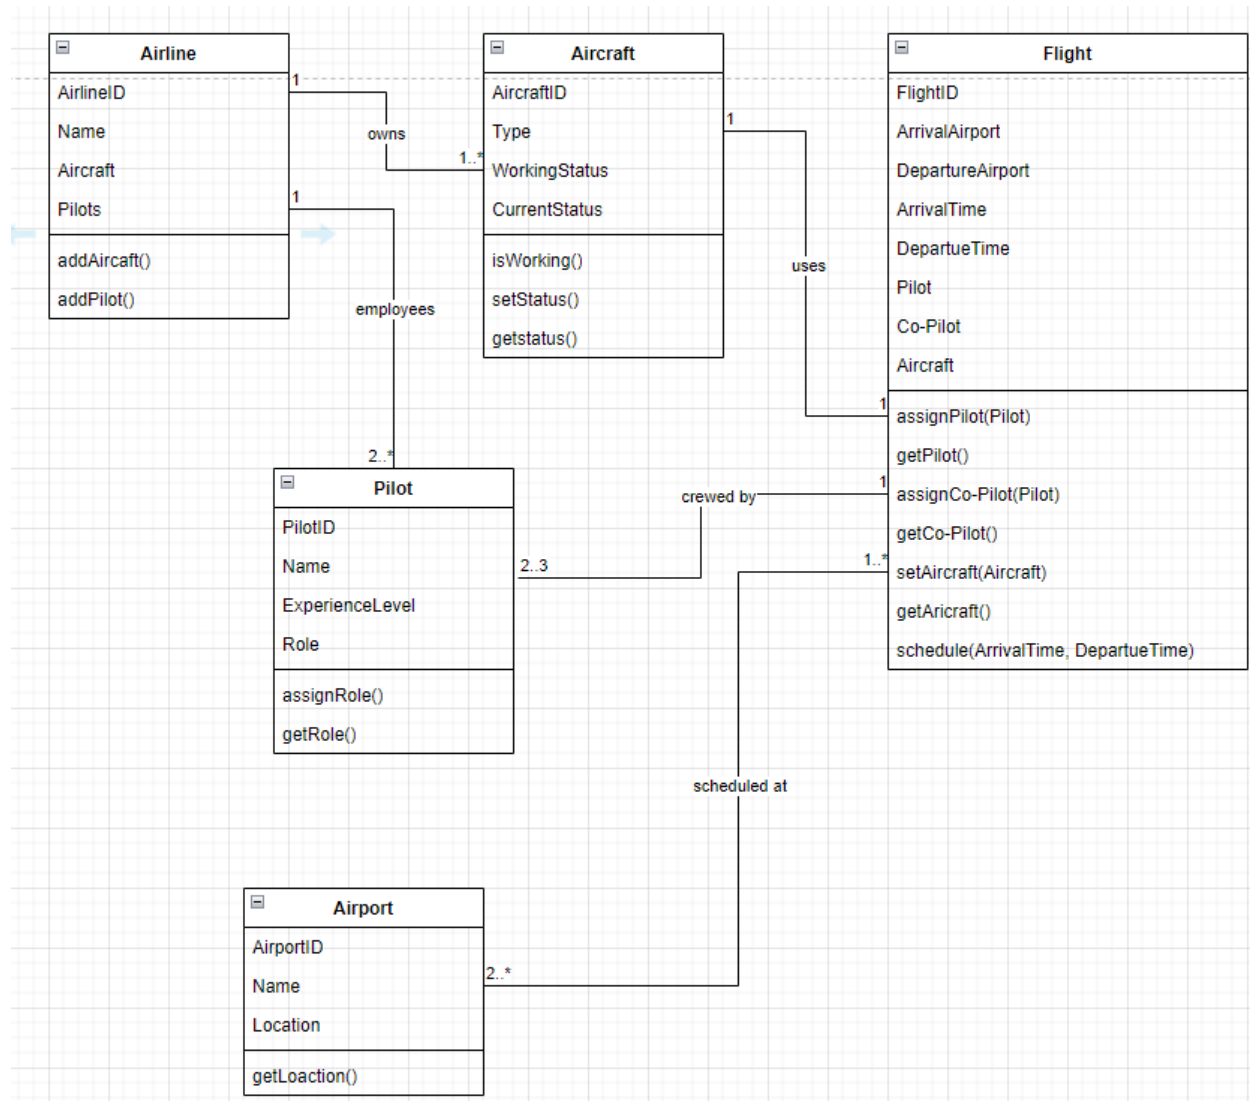 Airline
AirlineID
Name
Aircraft
Pilots
addAircaft()
addPilot()
1
owns
1..*
1
employees
2..*
Aircraft
AircraftID
Type
WorkingStatus
CurrentStatus
isWorking()
setStatus()
getstatus()
1
uses
1
Flight
FlightID
ArrivalAirport
DepartureAirport
ArrivalTime
DepartueTime
Pilot
Co-Pilot
Aircraft
assignPilot(Pilot)
getPilot()
assignCo-Pilot(Pilot)
getCo-Pilot()
setAircraft(Aircraft)
getAricraft()
schedule(ArrivalTime, DepartueTime)
Pilot
PilotID
Name
ExperienceLevel
Role
assignRole()
getRole()
2..3
crewed by
1
1..*
scheduled at
2..*
Airport
AirportID
Name
Location
getLoaction()